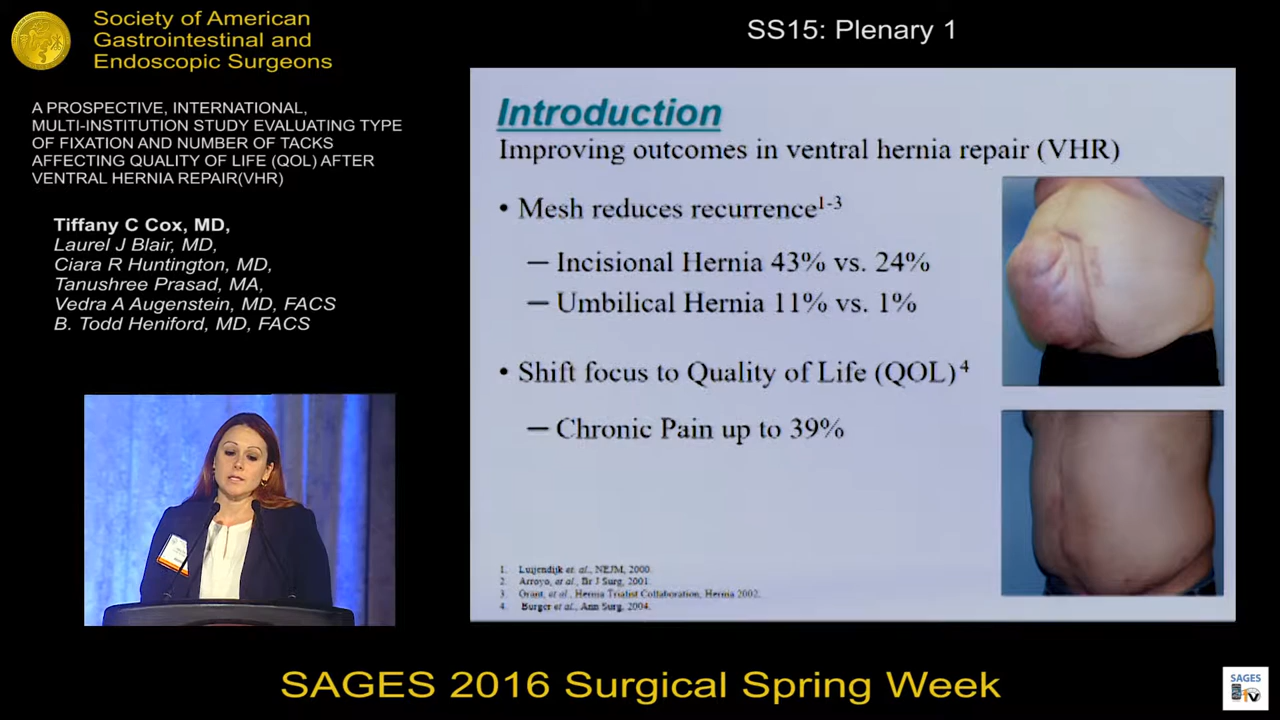 Society of American
Gastrointestinal and
Endoscopic Surgeons
SS15: Plenary 1
A PROSPECTIVE, INTERNATIONAL,
MULTI-INSTITUTION STUDY EVALUATING TYPE
OF FIXATION AND NUMBER OF TACKS
AFFECTING QUALITY OF LIFE (QOL) AFTER
VENTRAL HERNIA REPAIR(VHR)
Tiffany C Cox, MD,
Laurel J Blair, MD,
Ciara R Huntington, MD,
Tanushree Prasad, MA,
Vedra A Augenstein, MD, FACS
B. Todd Heniford, MD, FACS
Introduction
Improving outcomes in ventral hernia repair (VHR)
• Mesh reduces recurrence1-3
– Incisional Hernia 43% vs. 24%
– Umbilical Hernia 11% vs. 1%
• Shift focus to Quality of Life (QOL)4
– Chronic Pain up to 39%
1. Luijendijk et. al., NEJM, 2000.
2. Arroyo, et al., Br J Surg, 2001.
3. Grant, et al., Hernia Trialist Collaboration, Hernia 2002.
4. Burger et al., Ann Surg, 2004.
SAGES 2016 Surgical Spring Week
SAGES
TV